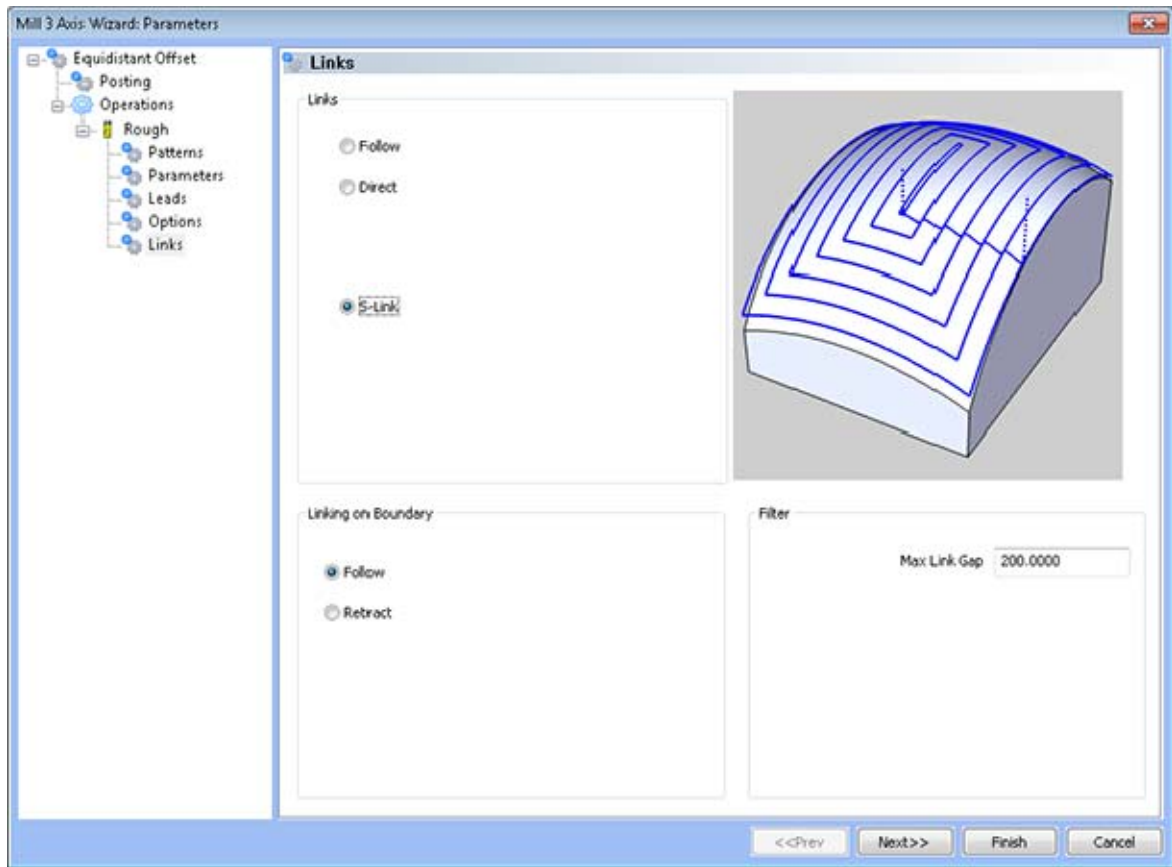 Mill 3 Axis Wizard: Parameters
Equidistant Offset
Posting
Operations
Rough
Patterns
Parameters
Leads
Options
Links
Links
Links
Follow
Direct
S-Link
Linking on Boundary
Follow
Retract
Filter
Max Link Gap 200.0000
<<Prev Next>> Finish Cancel